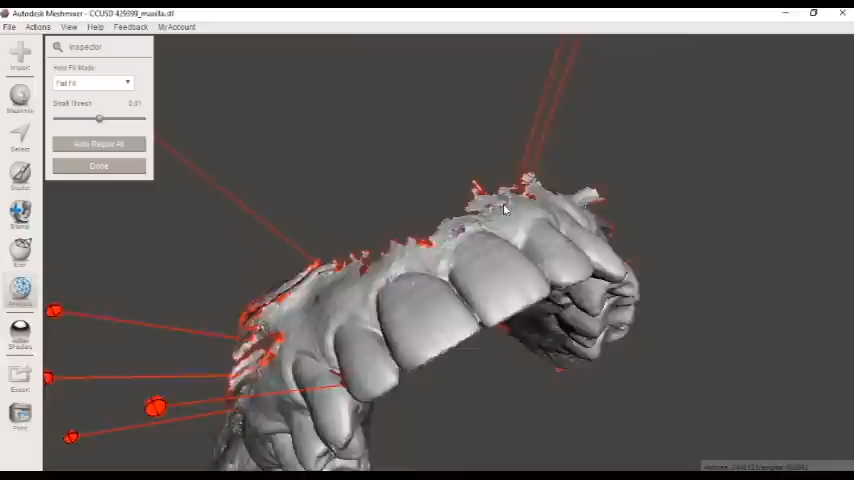 Autodesk Meshmixer - CCUSD 429399_maxilla.stl
File Actions View Help Feedback My Account
Inspector
Hole Fill Mode
Flat Fill
Small Thresh 0.01
Auto Repair All
Done
Import
Meshmix
Select
Sculpt
Stamp
Edit
Analysis
Shaders
Export
Print